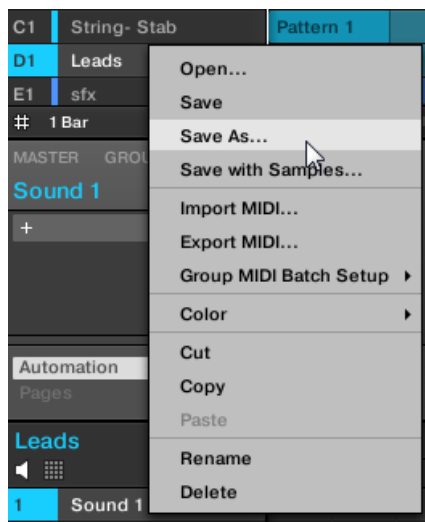 C1 String- Stab Pattern 1
D1 Leads
Open...
E1 sfx
Save
# 1 Bar
Save As...
MASTER
Save with Samples...
Sound 1
Import MIDI...
+
Export MIDI...
Group MIDI Batch Setup
Color
Automation
Cut
Pages
Copy
Paste
Leads
Rename
Delete
1 Sound 1